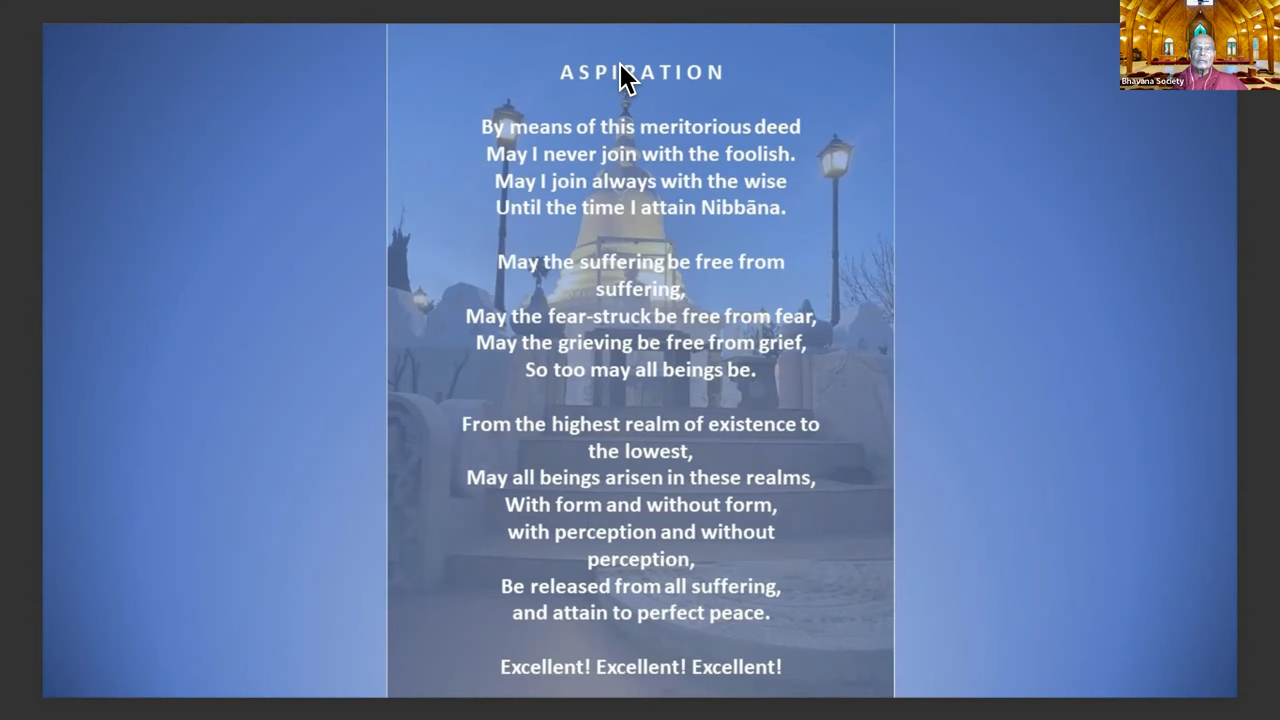 Bhavana Society
ASPIRATION
By means of this meritorious deed
May I never join with the foolish.
May I join always with the wise
Until the time I attain Nibbāna.
May the suffering be free from
suffering,
May the fear-struck be free from fear,
May the grieving be free from grief,
So too may all beings be.
From the highest realm of existence to
the lowest,
May all beings arisen in these realms,
With form and without form,
with perception and without
perception,
Be released from all suffering,
and attain to perfect peace.
Excellent! Excellent! Excellent!